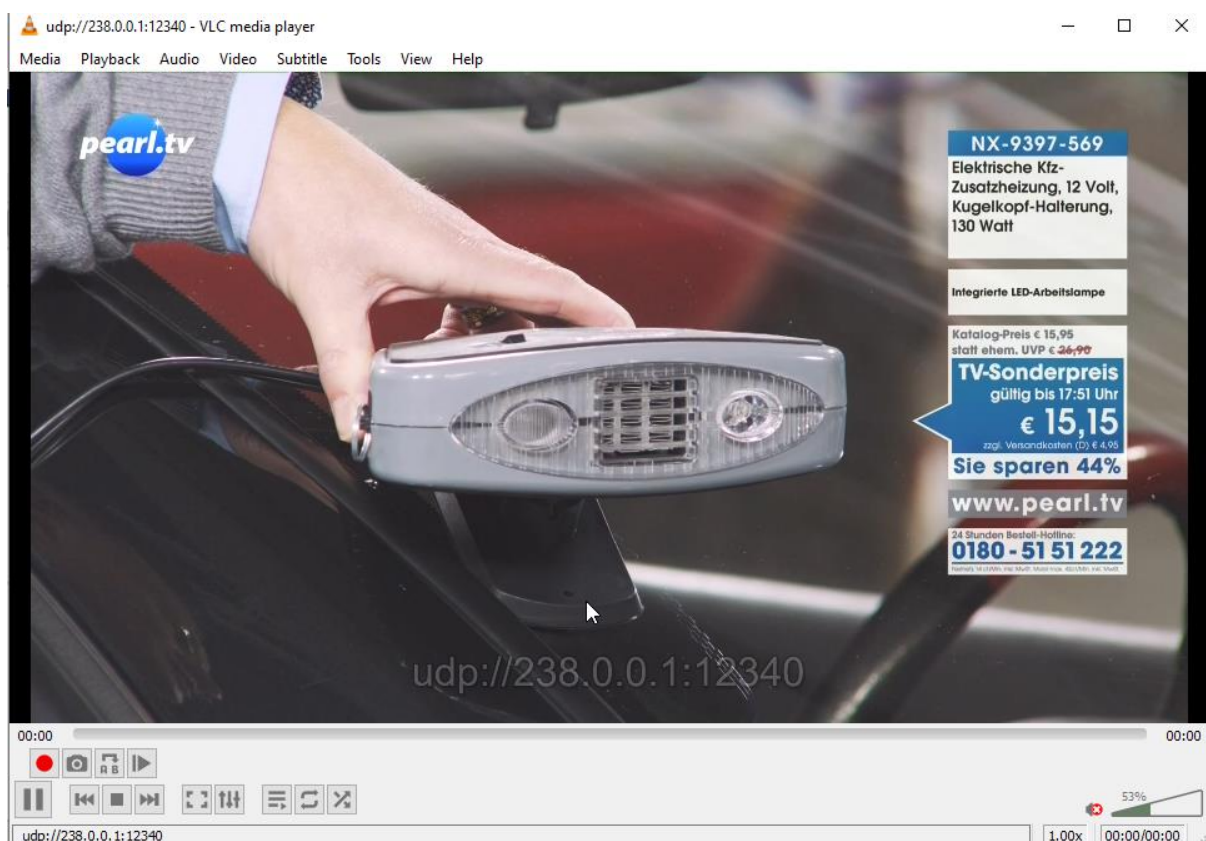 udp://238.0.0.1:12340 - VLC media player
Media Playback Audio Video Subtitle Tools View Help
pearl.tv
NX-9397-569
Elektrische Kfz-
Zusatzheizung, 12 Volt,
Kugelkopf-Halterung,
130 Watt
Integrierte LED-Arbeitslampe
Katalog-Preis € 15,95
statt ehem. UVP € 26,90
TV-Sonderpreis
gültig bis 17:51 Uhr
€ 15,15
zzgl. Versandkosten (D) € 4,95
Sie sparen 44%
www.pearl.tv
24 Stunden Bestell-Hotline:
0180 - 51 51 222
udp://238.0.0.1:12340
00:00 00:00
A B
53%
udp://238.0.0.1:12340 1.00x 00:00/00:00